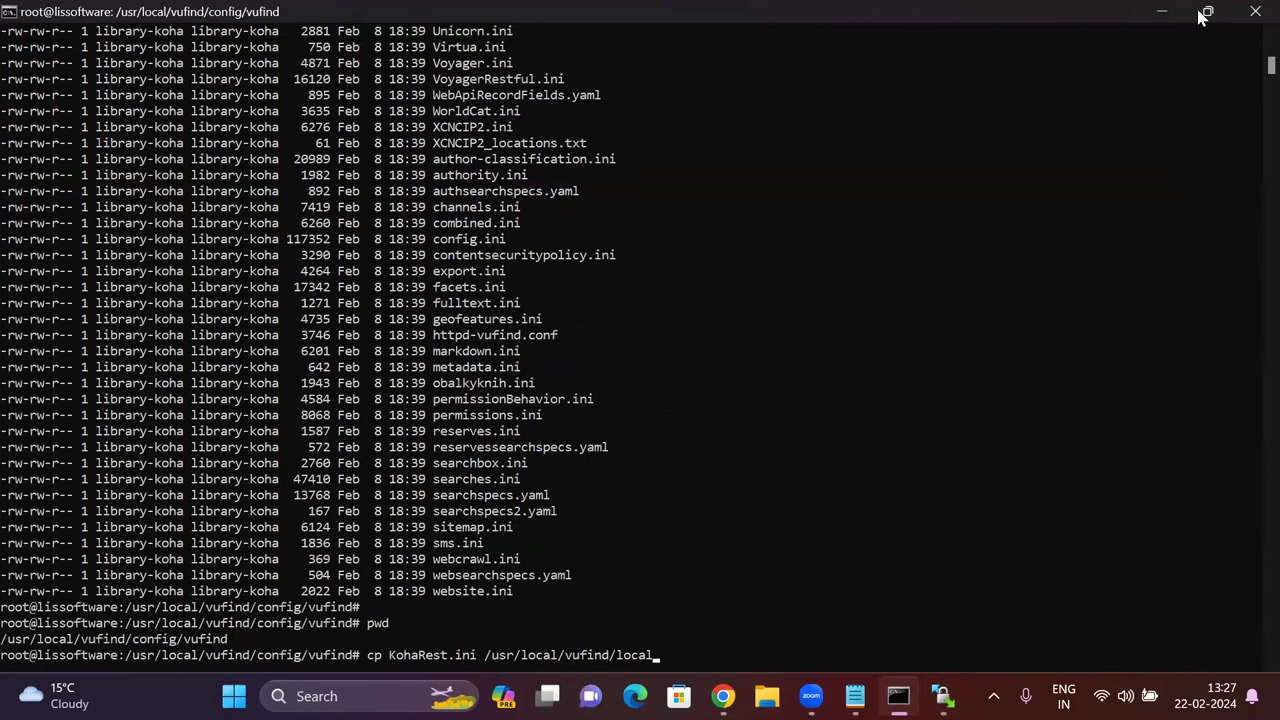 root@lissoftware: /usr/local/vufind/config/vufind
-rw-rw-r-- 1 library-koha library-koha   2881 Feb  8 18:39 Unicorn.ini
-rw-rw-r-- 1 library-koha library-koha    750 Feb  8 18:39 Virtua.ini
-rw-rw-r-- 1 library-koha library-koha   4871 Feb  8 18:39 Voyager.ini
-rw-rw-r-- 1 library-koha library-koha  16120 Feb  8 18:39 VoyagerRestful.ini
-rw-rw-r-- 1 library-koha library-koha    895 Feb  8 18:39 WebApiRecordFields.yaml
-rw-rw-r-- 1 library-koha library-koha   3635 Feb  8 18:39 WorldCat.ini
-rw-rw-r-- 1 library-koha library-koha   6276 Feb  8 18:39 XCNCIP2.ini
-rw-rw-r-- 1 library-koha library-koha     61 Feb  8 18:39 XCNCIP2_locations.txt
-rw-rw-r-- 1 library-koha library-koha  20989 Feb  8 18:39 author-classification.ini
-rw-rw-r-- 1 library-koha library-koha   1982 Feb  8 18:39 authority.ini
-rw-rw-r-- 1 library-koha library-koha    892 Feb  8 18:39 authsearchspecs.yaml
-rw-rw-r-- 1 library-koha library-koha   7419 Feb  8 18:39 channels.ini
-rw-rw-r-- 1 library-koha library-koha   6260 Feb  8 18:39 combined.ini
-rw-rw-r-- 1 library-koha library-koha 117352 Feb  8 18:39 config.ini
-rw-rw-r-- 1 library-koha library-koha   3290 Feb  8 18:39 contentsecuritypolicy.ini
-rw-rw-r-- 1 library-koha library-koha   4264 Feb  8 18:39 export.ini
-rw-rw-r-- 1 library-koha library-koha  17342 Feb  8 18:39 facets.ini
-rw-rw-r-- 1 library-koha library-koha   1271 Feb  8 18:39 fulltext.ini
-rw-rw-r-- 1 library-koha library-koha   4735 Feb  8 18:39 geofeatures.ini
-rw-rw-r-- 1 library-koha library-koha   3746 Feb  8 18:39 httpd-vufind.conf
-rw-rw-r-- 1 library-koha library-koha   6201 Feb  8 18:39 markdown.ini
-rw-rw-r-- 1 library-koha library-koha    642 Feb  8 18:39 metadata.ini
-rw-rw-r-- 1 library-koha library-koha   1943 Feb  8 18:39 obalkyknih.ini
-rw-rw-r-- 1 library-koha library-koha   4584 Feb  8 18:39 permissionBehavior.ini
-rw-rw-r-- 1 library-koha library-koha   8068 Feb  8 18:39 permissions.ini
-rw-rw-r-- 1 library-koha library-koha   1587 Feb  8 18:39 reserves.ini
-rw-rw-r-- 1 library-koha library-koha    572 Feb  8 18:39 reservessearchspecs.yaml
-rw-rw-r-- 1 library-koha library-koha   2760 Feb  8 18:39 searchbox.ini
-rw-rw-r-- 1 library-koha library-koha  47410 Feb  8 18:39 searches.ini
-rw-rw-r-- 1 library-koha library-koha  13768 Feb  8 18:39 searchspecs.yaml
-rw-rw-r-- 1 library-koha library-koha    167 Feb  8 18:39 searchspecs2.yaml
-rw-rw-r-- 1 library-koha library-koha   6124 Feb  8 18:39 sitemap.ini
-rw-rw-r-- 1 library-koha library-koha   1836 Feb  8 18:39 sms.ini
-rw-rw-r-- 1 library-koha library-koha    369 Feb  8 18:39 webcrawl.ini
-rw-rw-r-- 1 library-koha library-koha    504 Feb  8 18:39 websearchspecs.yaml
-rw-rw-r-- 1 library-koha library-koha   2022 Feb  8 18:39 website.ini
root@lissoftware:/usr/local/vufind/config/vufind#
root@lissoftware:/usr/local/vufind/config/vufind# pwd
/usr/local/vufind/config/vufind
root@lissoftware:/usr/local/vufind/config/vufind# cp KohaRest.ini /usr/local/vufind/local_
15°C
Cloudy
Search
PRE
zoom
ENG
IN
13:27
22-02-2024